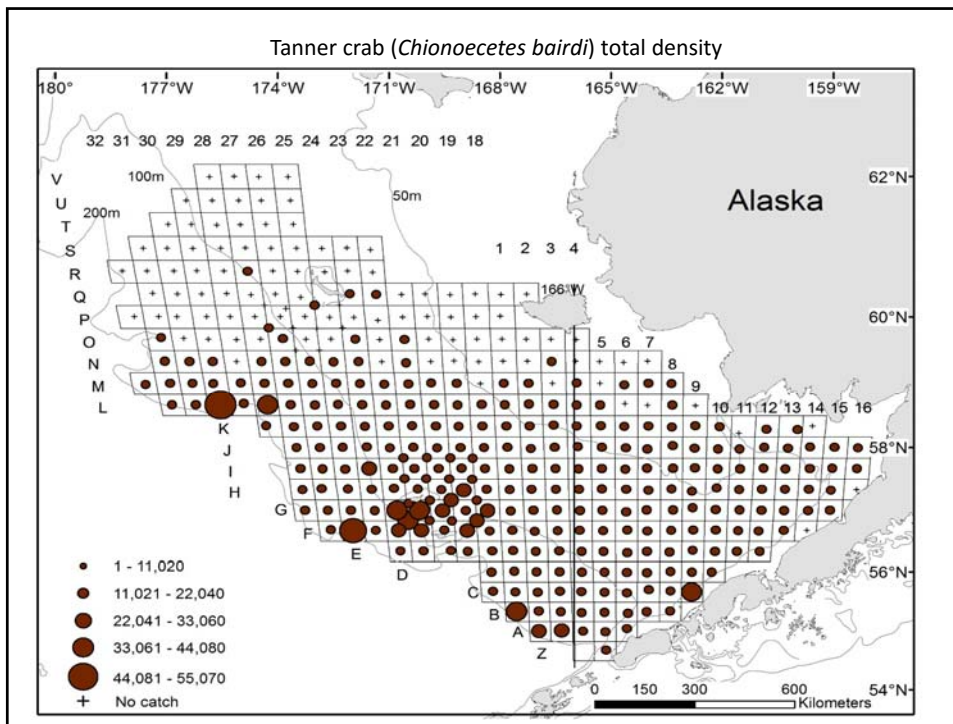 Tanner crab (Chionoecetes bairdi) total density
180° 177°W 174°W 171°W 168°W 165°W 162°W 159°W
32 31 30 29 28 27 26 25 24 23 22 21 20 19 18
V
100m
62°W
U
50m
Alaska
200m
T
S
1 2 3 4
R
Q
166°W
P
60°W
O
5 6 7
N
8
M
9
L
10 11 12 13 14 15 16
K
J
58°W
I
H
G
F
E
1 - 11,020
D
56°W
11,021 - 22,040
C
22,041 - 33,060
B
33,061 - 44,080
A
Z
44,081 - 55,070
0 150 300 600
54°W
No catch
Kilometers